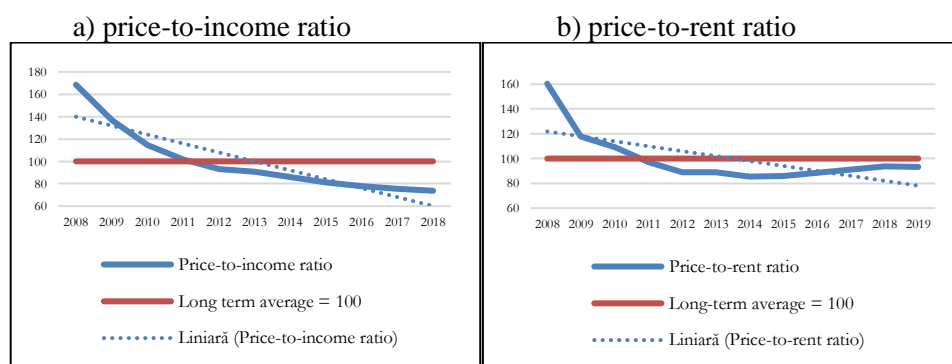 a) price-to-income ratio
180
160
140
120
100
80
60
2008 2009 2010 2011 2012 2013 2014 2015 2016 2017 2018
Price-to-income ratio
Long term average = 100
Liniară (Price-to-income ratio)
b) price-to-rent ratio
160
140
120
100
80
60
2008 2009 2010 2011 2012 2013 2014 2015 2016 2017 2018 2019
Price-to-rent ratio
Long-term average = 100
Liniară (Price-to-rent ratio)